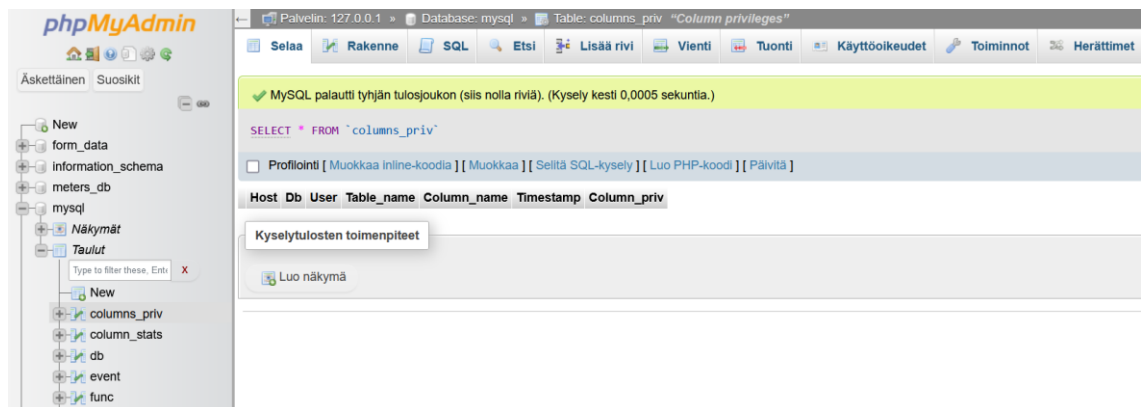 phpMyAdmin
Äskettäinen Suosikit
New
form_data
information_schema
meters_db
mysql
Näkymät
Taulut
Type to filter these, Ente X
New
columns_priv
column_stats
db
event
func
Palvelin: 127.0.0.1 » Database: mysql » Table: columns_priv "Column privileges"
Selaa Rakenne SQL Etsi Lisää rivi Vienti Tuonti Käyttöoikeudet Toiminnot Herättimet
MySQL palautti tyhjän tulosjoukon (siis nolla riviä). (Kysely kesti 0,0005 sekuntia.)
SELECT * FROM `columns_priv`
Profilointi [ Muokkaa inline-koodia ] [ Muokkaa ] [ Selitä SQL-kysely ] [ Luo PHP-koodi ] [ Päivitä ]
Host Db User Table_name Column_name Timestamp Column_priv
Kyselytulosten toimenpiteet
Luo näkymä